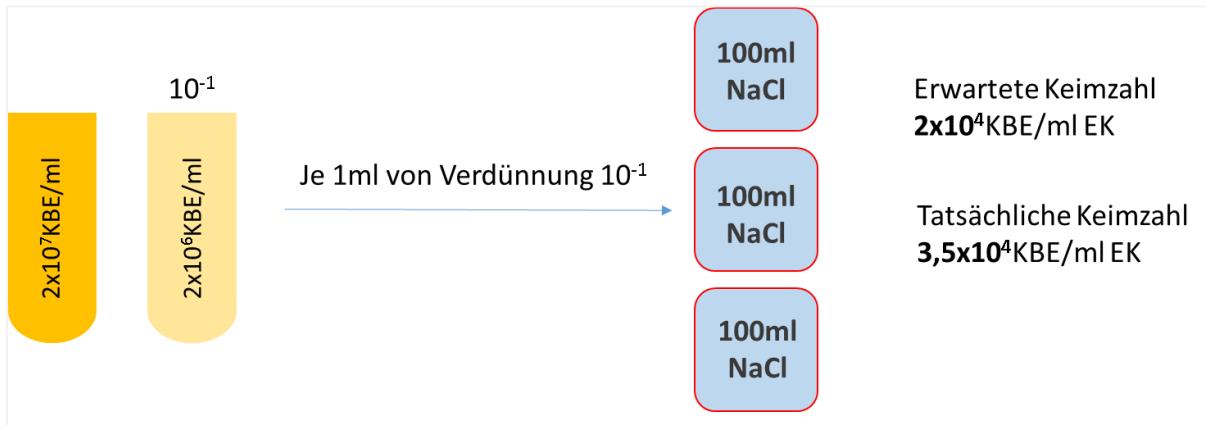 10⁻¹
2x10⁷KBE/ml
2x10⁶KBE/ml
Je 1ml von Verdünnung 10⁻¹
100ml
NaCl
100ml
NaCl
100ml
NaCl
Erwartete Keimzahl
2x10⁴KBE/ml EK
Tatsächliche Keimzahl
3,5x10⁴KBE/ml EK